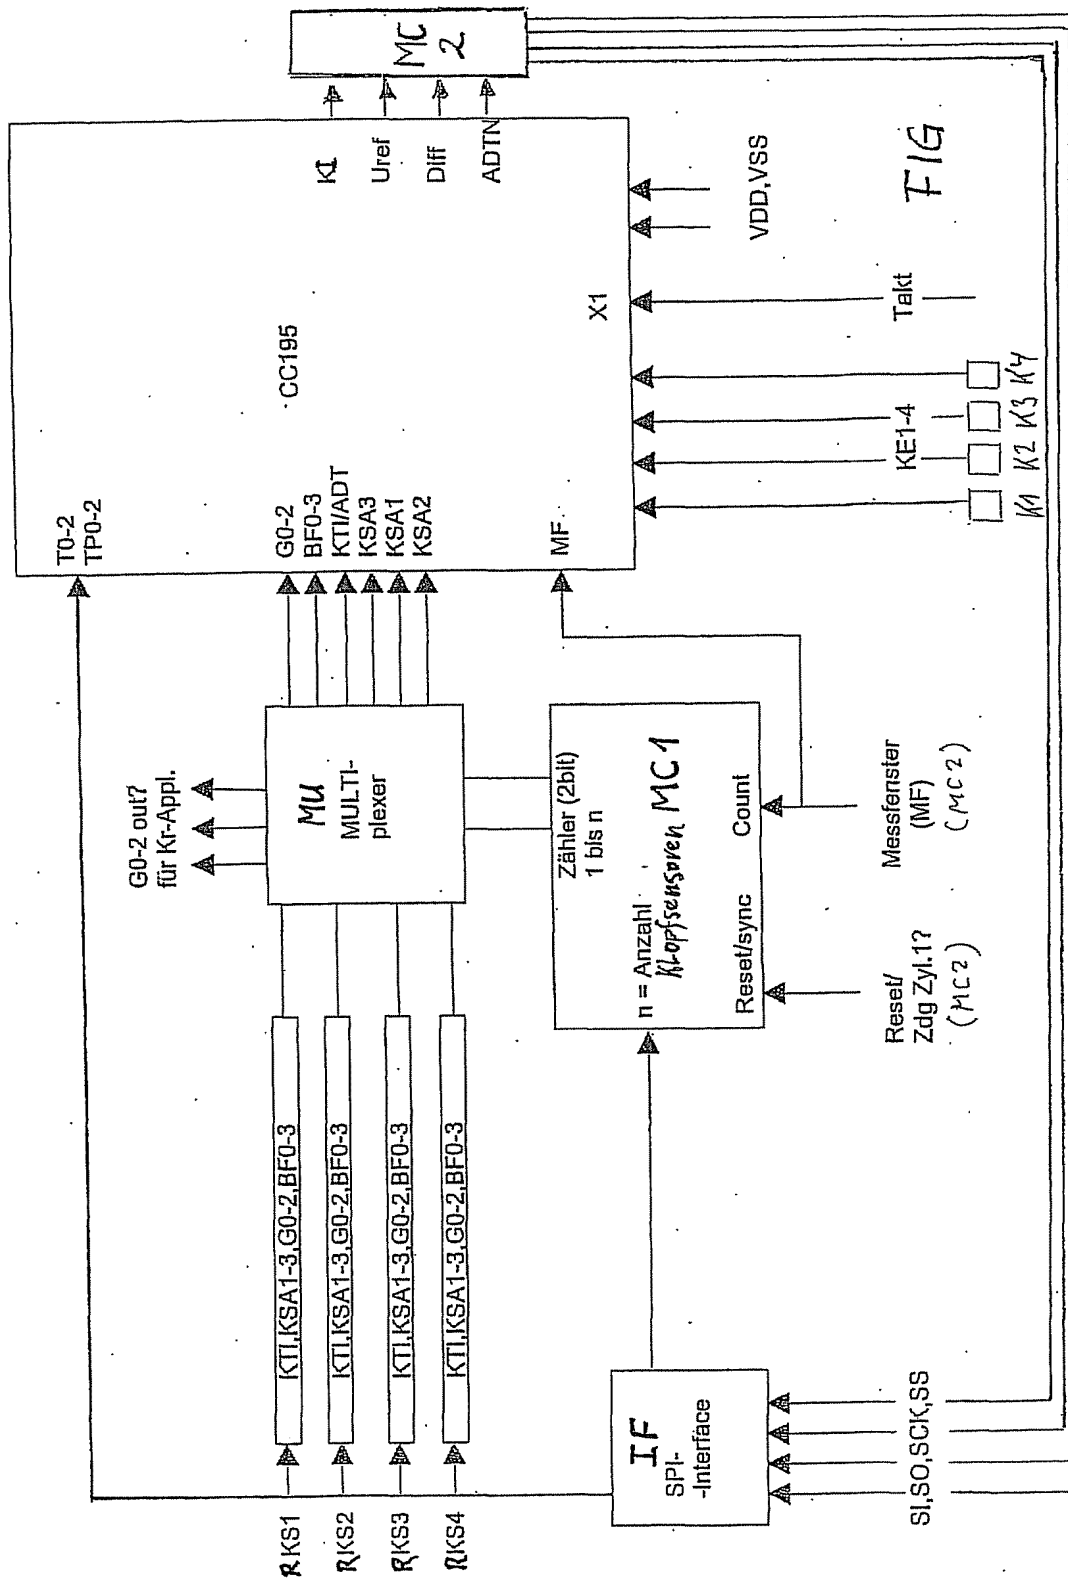 RKS1
RKS2
RKS3
RKS4
KTI,KSA1-3,G0-2,BF0-3
KTI,KSA1-3,G0-2,BF0-3
KTI,KSA1-3,G0-2,BF0-3
KTI,KSA1-3,G0-2,BF0-3
G0-2 out?
für Kr-Appl.
MU
MULTI-
plexer
T0-2
TP0-2
G0-2
BF0-3
KTI/ADT
KSA3
KSA1
KSA2
MF
CC195
X1
KI
Uref
Diff
ADTN
MC
2
IF
SPI-
-Interface
SI,SO,SCK,SS
Zähler (2bit)
1 bis n
n = Anzahl
Klopfsensoren MC1
Reset/sync
Count
Reset/
Zdg Zyl.1?
(MC2)
Messfenster
(MF)
(MC2)
KE1-4
K1 K2 K3 K4
Takt
VDD,VSS
FIG